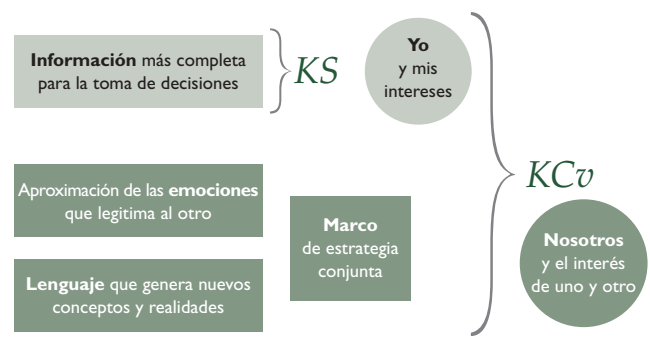 Información más completa
para la toma de decisiones
KS
Yo
y mis
intereses
KCv
Aproximación de las emociones
que legitima al otro
Marco
de estrategia
conjunta
Nosotros
y el interés
de uno y otro
Lenguaje que genera nuevos
conceptos y realidades